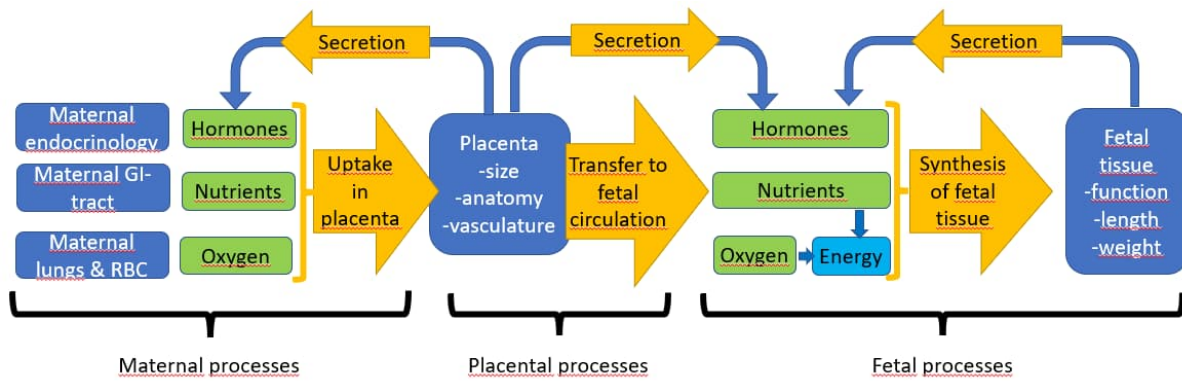 Secretion
Secretion
Secretion
Maternal
endocrinology
Hormones
Maternal GI-
tract
Nutrients
Maternal
lungs & RBC
Oxygen
Uptake
in
placenta
Placenta
-size
-anatomy
-vasculature
Transfer to
fetal
circulation
Hormones
Nutrients
Oxygen
Energy
Synthesis
of fetal
tissue
Fetal
tissue
-function
-length
-weight
Maternal processes
Placental processes
Fetal processes